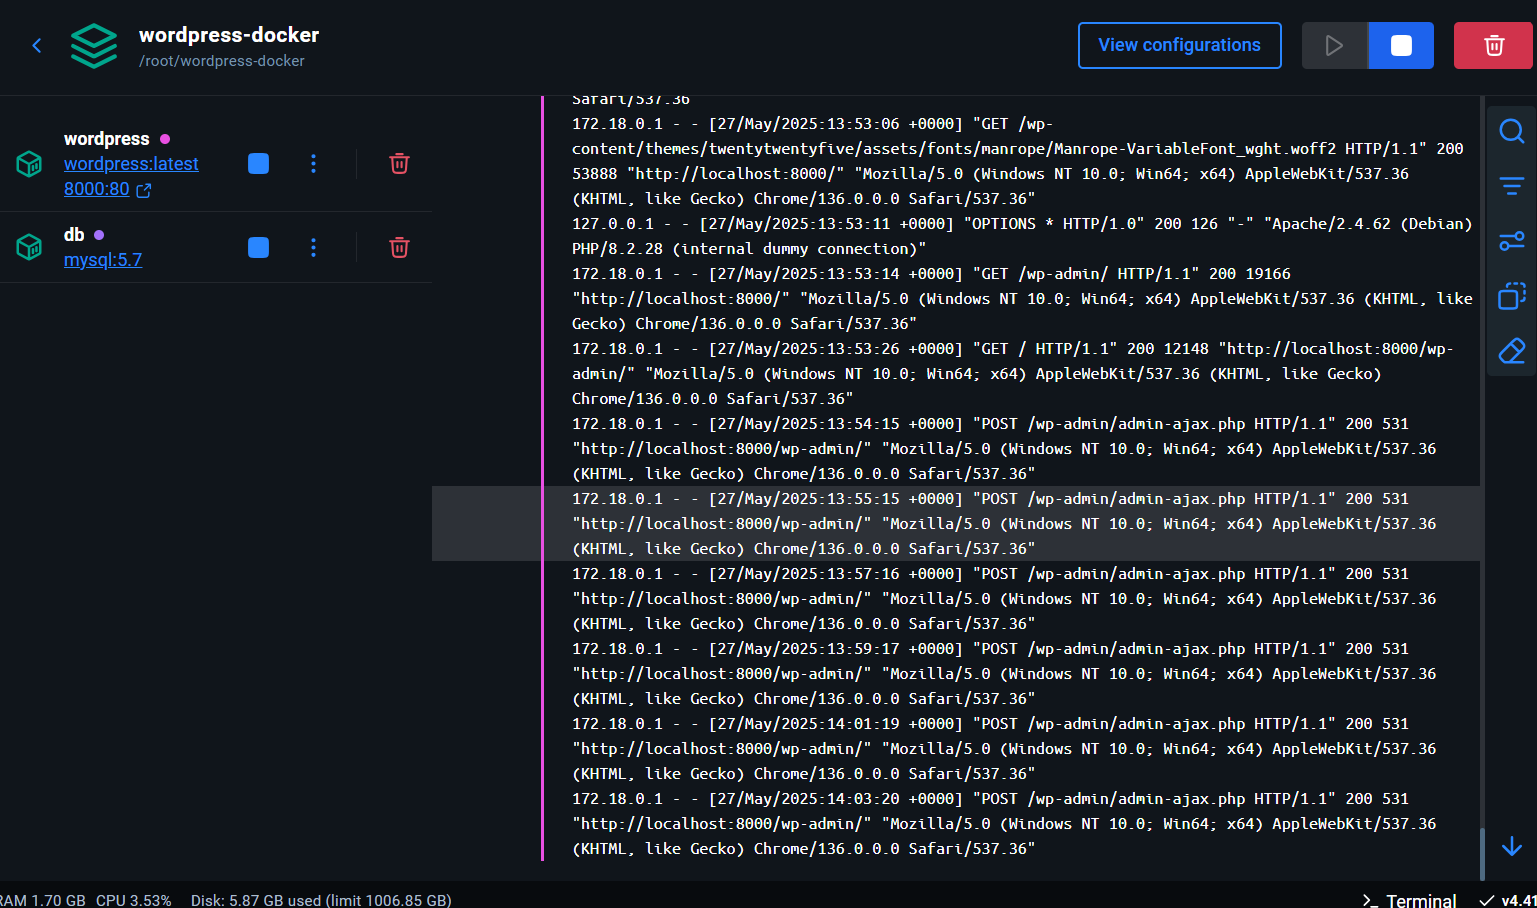 wordpress-docker
/root/wordpress-docker
View configurations
wordpress
wordpress:latest
8000:80
db
mysql:5.7
Safari/537.36
172.18.0.1 - - [27/May/2025:13:53:06 +0000] "GET /wp-
content/themes/twentytwentyfive/assets/fonts/manrope/Manrope-VariableFont_wght.woff2 HTTP/1.1" 200
53888 "http://localhost:8000/" "Mozilla/5.0 (Windows NT 10.0; Win64; x64) AppleWebKit/537.36
(KHTML, like Gecko) Chrome/136.0.0.0 Safari/537.36"
127.0.0.1 - - [27/May/2025:13:53:11 +0000] "OPTIONS * HTTP/1.0" 200 126 "-" "Apache/2.4.62 (Debian)
PHP/8.2.28 (internal dummy connection)"
172.18.0.1 - - [27/May/2025:13:53:14 +0000] "GET /wp-admin/ HTTP/1.1" 200 19166
"http://localhost:8000/" "Mozilla/5.0 (Windows NT 10.0; Win64; x64) AppleWebKit/537.36 (KHTML, like
Gecko) Chrome/136.0.0.0 Safari/537.36"
172.18.0.1 - - [27/May/2025:13:53:26 +0000] "GET / HTTP/1.1" 200 12148 "http://localhost:8000/wp-
admin/" "Mozilla/5.0 (Windows NT 10.0; Win64; x64) AppleWebKit/537.36 (KHTML, like Gecko)
Chrome/136.0.0.0 Safari/537.36"
172.18.0.1 - - [27/May/2025:13:54:15 +0000] "POST /wp-admin/admin-ajax.php HTTP/1.1" 200 531
"http://localhost:8000/wp-admin/" "Mozilla/5.0 (Windows NT 10.0; Win64; x64) AppleWebKit/537.36
(KHTML, like Gecko) Chrome/136.0.0.0 Safari/537.36"
172.18.0.1 - - [27/May/2025:13:55:15 +0000] "POST /wp-admin/admin-ajax.php HTTP/1.1" 200 531
"http://localhost:8000/wp-admin/" "Mozilla/5.0 (Windows NT 10.0; Win64; x64) AppleWebKit/537.36
(KHTML, like Gecko) Chrome/136.0.0.0 Safari/537.36"
172.18.0.1 - - [27/May/2025:13:57:16 +0000] "POST /wp-admin/admin-ajax.php HTTP/1.1" 200 531
"http://localhost:8000/wp-admin/" "Mozilla/5.0 (Windows NT 10.0; Win64; x64) AppleWebKit/537.36
(KHTML, like Gecko) Chrome/136.0.0.0 Safari/537.36"
172.18.0.1 - - [27/May/2025:13:59:17 +0000] "POST /wp-admin/admin-ajax.php HTTP/1.1" 200 531
"http://localhost:8000/wp-admin/" "Mozilla/5.0 (Windows NT 10.0; Win64; x64) AppleWebKit/537.36
(KHTML, like Gecko) Chrome/136.0.0.0 Safari/537.36"
172.18.0.1 - - [27/May/2025:14:01:19 +0000] "POST /wp-admin/admin-ajax.php HTTP/1.1" 200 531
"http://localhost:8000/wp-admin/" "Mozilla/5.0 (Windows NT 10.0; Win64; x64) AppleWebKit/537.36
(KHTML, like Gecko) Chrome/136.0.0.0 Safari/537.36"
172.18.0.1 - - [27/May/2025:14:03:20 +0000] "POST /wp-admin/admin-ajax.php HTTP/1.1" 200 531
"http://localhost:8000/wp-admin/" "Mozilla/5.0 (Windows NT 10.0; Win64; x64) AppleWebKit/537.36
(KHTML, like Gecko) Chrome/136.0.0.0 Safari/537.36"
RAM 1.70 GB CPU 3.53% Disk: 5.87 GB used (limit 1006.85 GB)
Terminal
v4.41